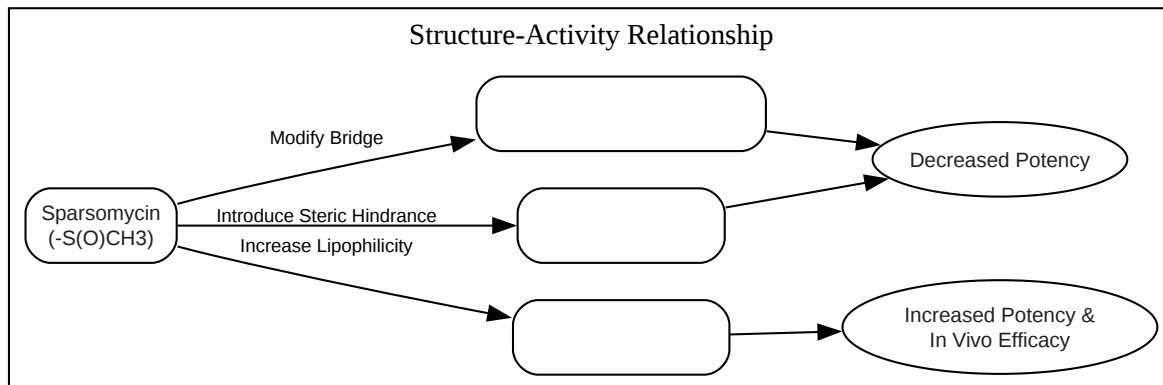 Structure-Activity Relationship
Modify Bridge
Decreased Potency
Sparsomycin
(-S(O)CH3)
Introduce Steric Hindrance
Increase Lipophilicity
Increased Potency &
In Vivo Efficacy